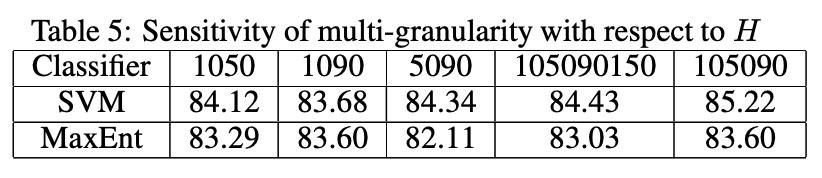 Table 5: Sensitivity of multi-granularity with respect to H
Classifier 1050 1090 5090 105090150 105090
SVM 84.12 83.68 84.34 84.43 85.22
MaxEnt 83.29 83.60 82.11 83.03 83.60